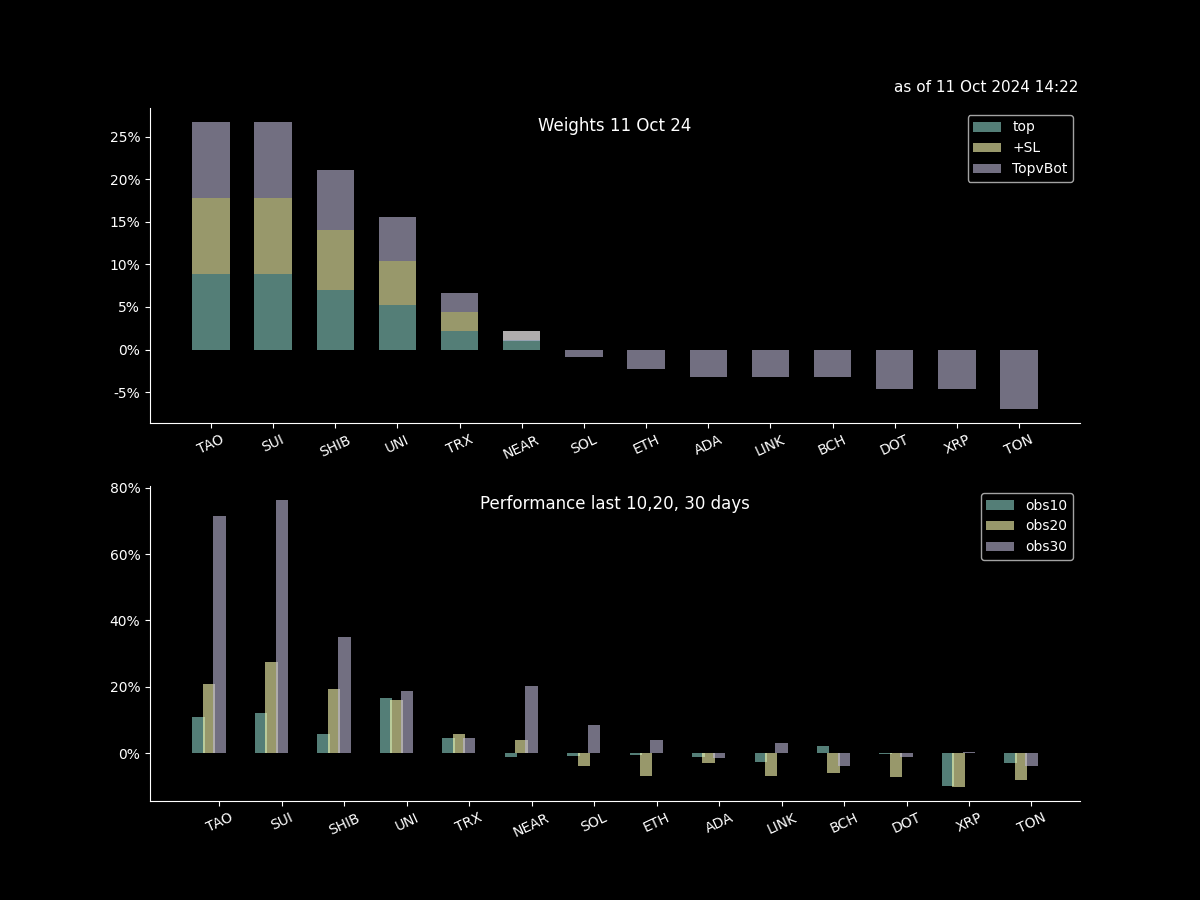 as of 11 Oct 2024 14:22
Weights 11 Oct 24
top
+SL
TopvBot
25%
20%
15%
10%
5%
0%
-5%
TAO SUI SHIB UNI TRX NEAR SOL ETH ADA LINK BCH DOT XRP TON
Performance last 10,20, 30 days
obs10
obs20
obs30
80%
60%
40%
20%
0%
TAO SUI SHIB UNI TRX NEAR SOL ETH ADA LINK BCH DOT XRP TON